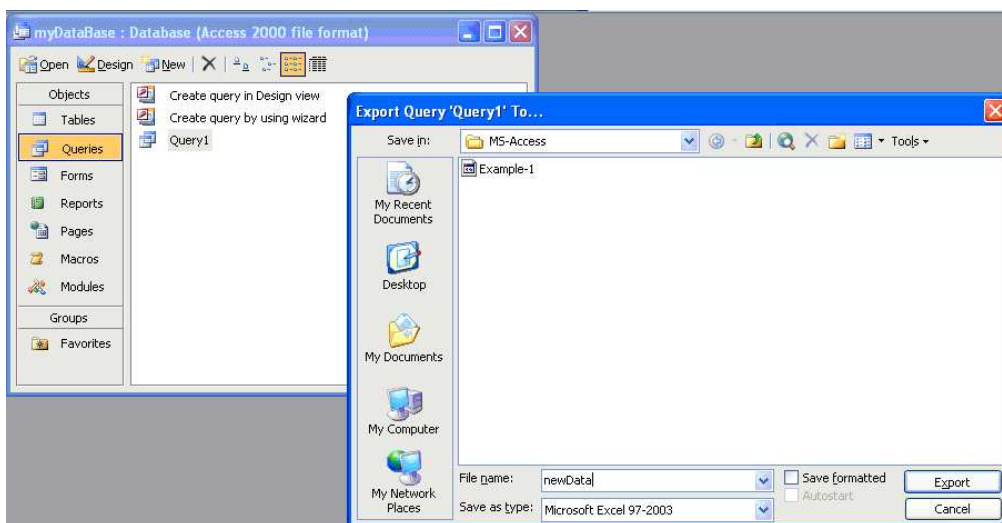 myDataBase : Database (Access 2000 file format)
Open Design New
Objects
Tables
Queries
Forms
Reports
Pages
Macros
Modules
Groups
Favorites
Create query in Design view
Create query by using wizard
Query1
Export Query 'Query1' To...
Save in: MS-Access Tools
Example-1
My Recent
Documents
Desktop
My Documents
My Computer
My Network
Places
File name: newData Save formatted Export
Autostart
Save as type: Microsoft Excel 97-2003 Cancel